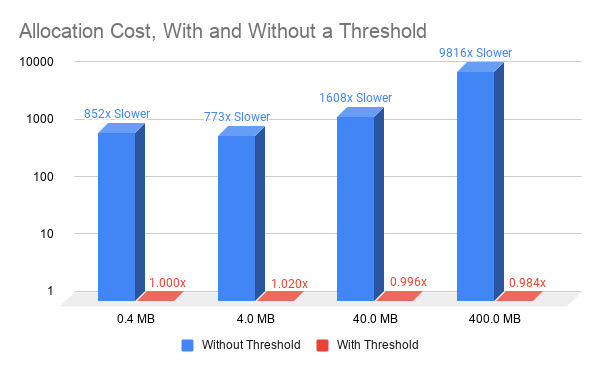 Allocation Cost, With and Without a Threshold
10000
1000
100
10
1
852x Slower
773x Slower
1608x Slower
9816x Slower
1.000x
1.020x
0.996x
0.984x
0.4 MB
4.0 MB
40.0 MB
400.0 MB
Without Threshold
With Threshold